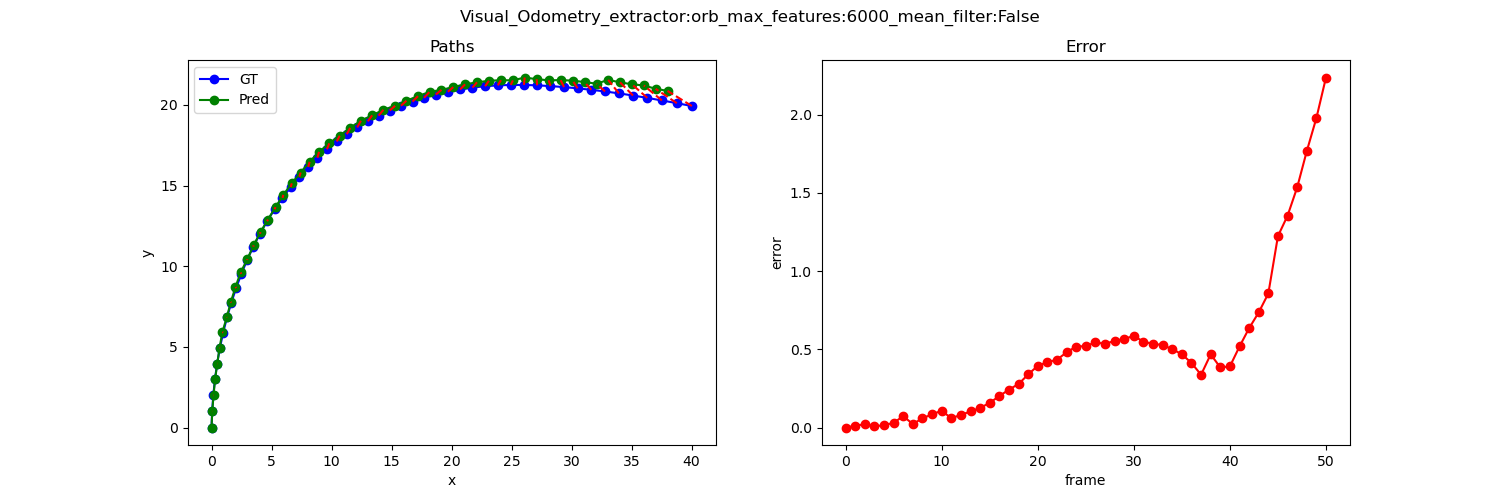 Visual_Odometry_extractor:orb_max_features:6000_mean_filter:False
Paths
GT
Pred
y
20
15
10
5
0
0 5 10 15 20 25 30 35 40
x
Error
error
2.0
1.5
1.0
0.5
0.0
0 10 20 30 40 50
frame